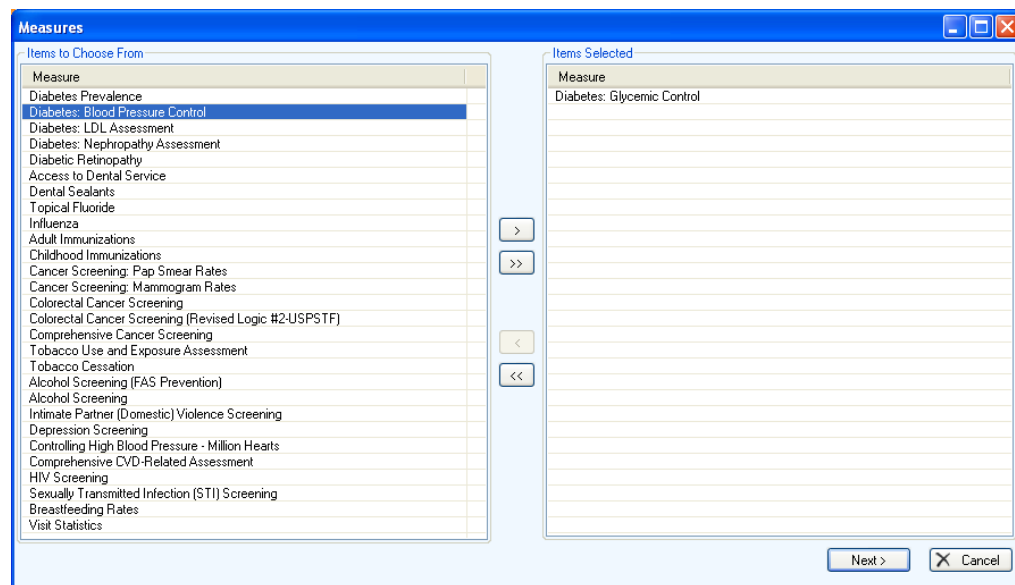 Measures
Items to Choose From
Measure
Diabetes Prevalence
Diabetes: Blood Pressure Control
Diabetes: LDL Assessment
Diabetes: Nephropathy Assessment
Diabetic Retinopathy
Access to Dental Service
Dental Sealants
Topical Fluoride
Influenza
Adult Immunizations
Childhood Immunizations
Cancer Screening: Pap Smear Rates
Cancer Screening: Mammogram Rates
Colorectal Cancer Screening
Colorectal Cancer Screening (Revised Logic #2-USPSTF)
Comprehensive Cancer Screening
Tobacco Use and Exposure Assessment
Tobacco Cessation
Alcohol Screening (FAS Prevention)
Alcohol Screening
Intimate Partner (Domestic) Violence Screening
Depression Screening
Controlling High Blood Pressure - Million Hearts
Comprehensive CVD-Related Assessment
HIV Screening
Sexually Transmitted Infection (STI) Screening
Breastfeeding Rates
Visit Statistics
>
>>
<
<<
Items Selected
Measure
Diabetes: Glycemic Control
Next >
Cancel